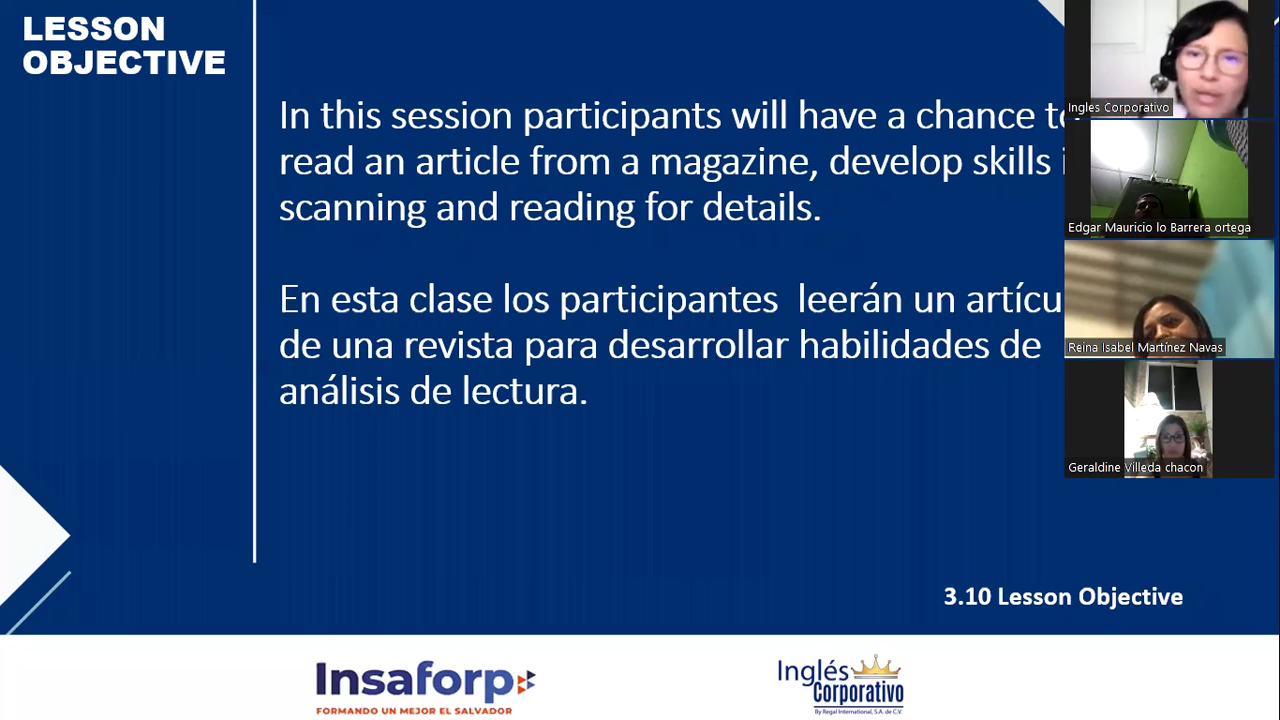 LESSON
OBJECTIVE
In this session participants will have a chance to
read an article from a magazine, develop skills
scanning and reading for details.
En esta clase los participantes leerán un
de una revista para desarrollar habilidades de
análisis de lectura.
3.10 Lesson Objective
Insaforp
FORMANDO UN MEJOR EL SALVADOR
Inglés
Corporativo
By Regal International, S.A. de C.V.
Ingles Corporativo
Edgar Mauricio lo Barrera ortega
Reina Isabel Martínez Navas
Geraldine Villeda chacon